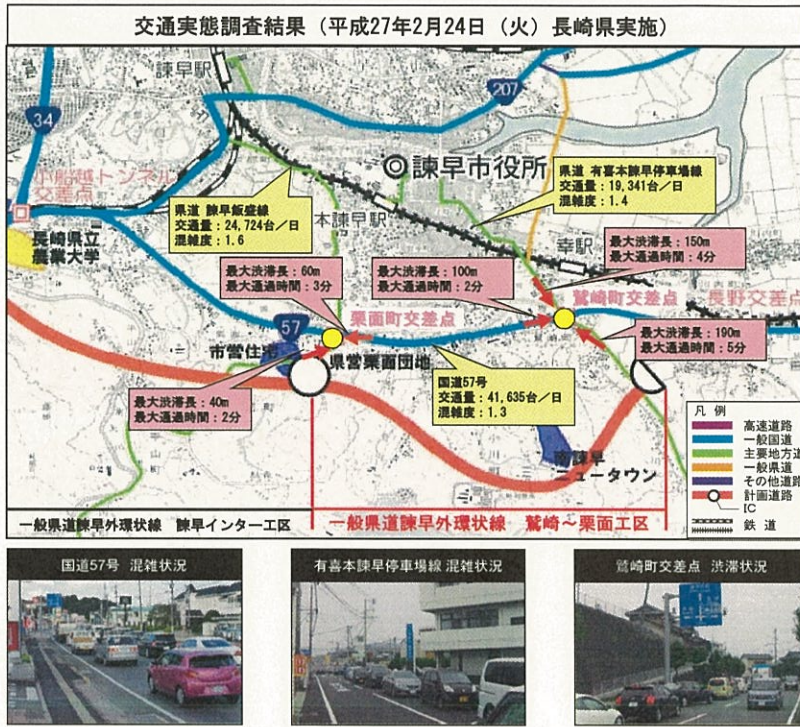 交通実態調査結果（平成27年2月24日（火）長崎県実施）
諫早駅
34
207
小船越トンネル
交差点
◎諫早市役所
県道 有喜本諫早停車場線
交通量：19,341台／日
混雑度：1.4
県道 諫早飯盛線
交通量：24,724台／日
混雑度：1.6
本諫早駅
長崎県立
農業大学
幸駅
最大渋滞長：150m
最大通過時間：4分
最大渋滞長：60m
最大通過時間：3分
最大渋滞長：100m
最大通過時間：2分
鷲崎町交差点
長野交差点
57
栗面町交差点
市営住宅
県営栗面団地
最大渋滞長：190m
最大通過時間：5分
国道57号
交通量：41,635台／日
混雑度：1.3
最大渋滞長：40m
最大通過時間：2分
小川町
南諫早
ニュータウン
凡 例
高速道路
一般国道
主要地方道
一般県道
その他道路
計画道路
IC
鉄 道
一般県道諫早外環状線 諫早インター工区
一般県道諫早外環状線 鷲崎～栗面工区
国道57号 混雑状況
有喜本諫早停車場線 混雑状況
鷲崎町交差点 渋滞状況